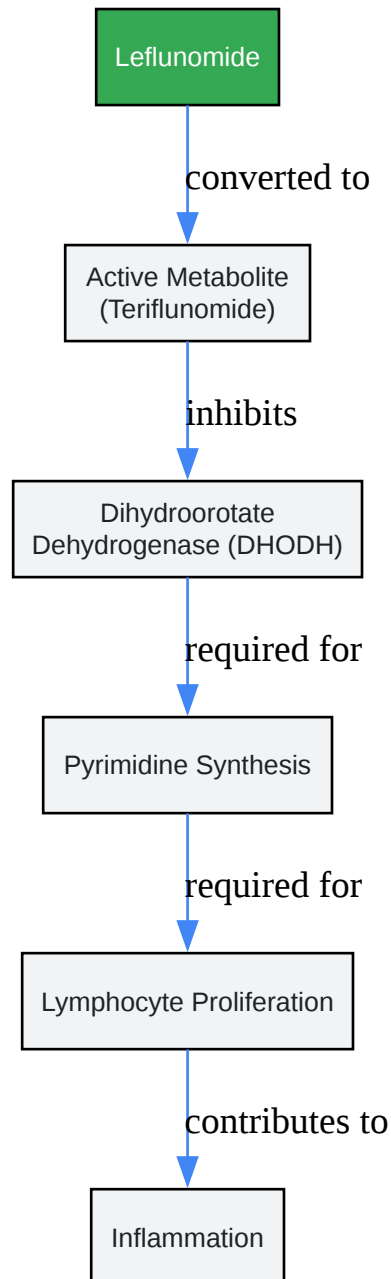 Leflunomide
converted to
Active Metabolite
(Teriflunomide)
inhibits
Dihydroorotate
Dehydrogenase (DHODH)
required for
Pyrimidine Synthesis
required for
Lymphocyte Proliferation
contributes to
Inflammation